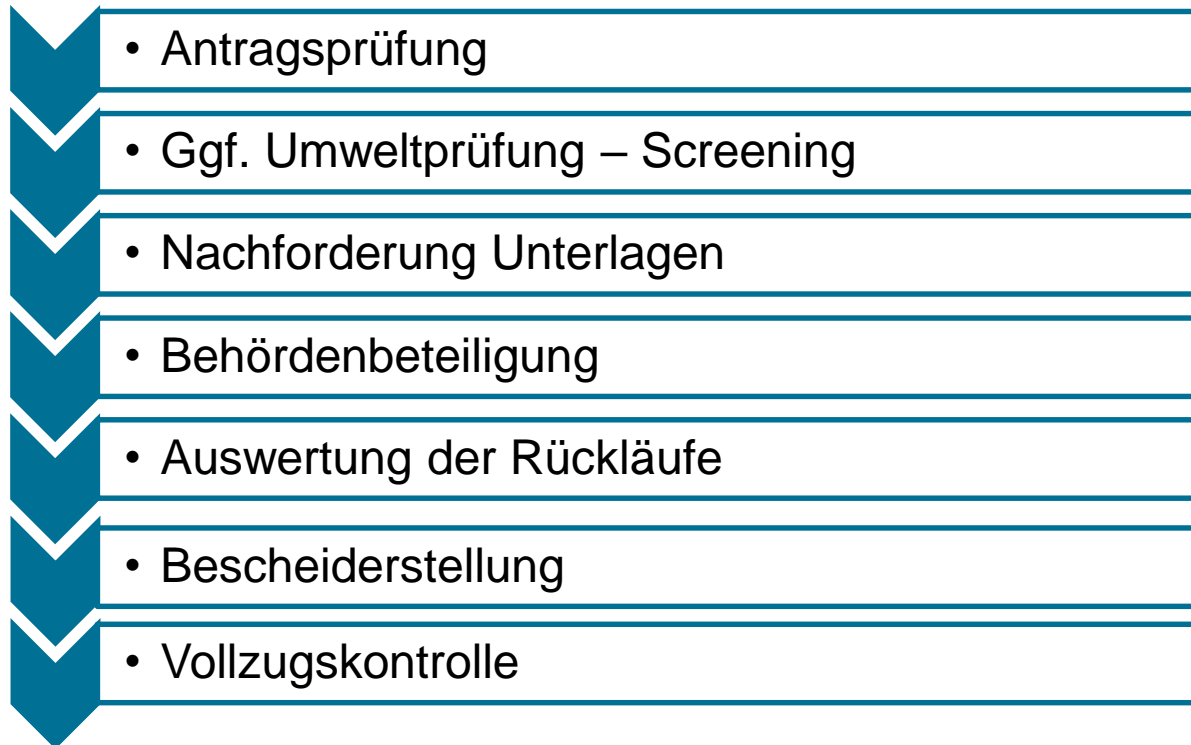 • Antragsprüfung
• Ggf. Umweltprüfung – Screening
• Nachforderung Unterlagen
• Behördenbeteiligung
• Auswertung der Rückläufe
• Bescheiderstellung
• Vollzugskontrolle